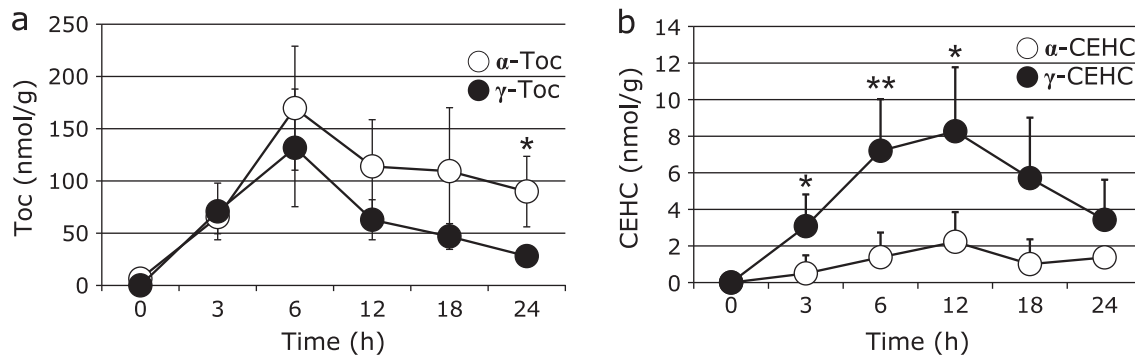 a
Toc (nmol/g)
250
200
150
100
50
0
α-Toc
γ-Toc
*
0 3 6 12 18 24
Time (h)
b
CEHC (nmol/g)
14
12
10
8
6
4
2
0
α-CEHC
γ-CEHC
*
**
*
0 3 6 12 18 24
Time (h)